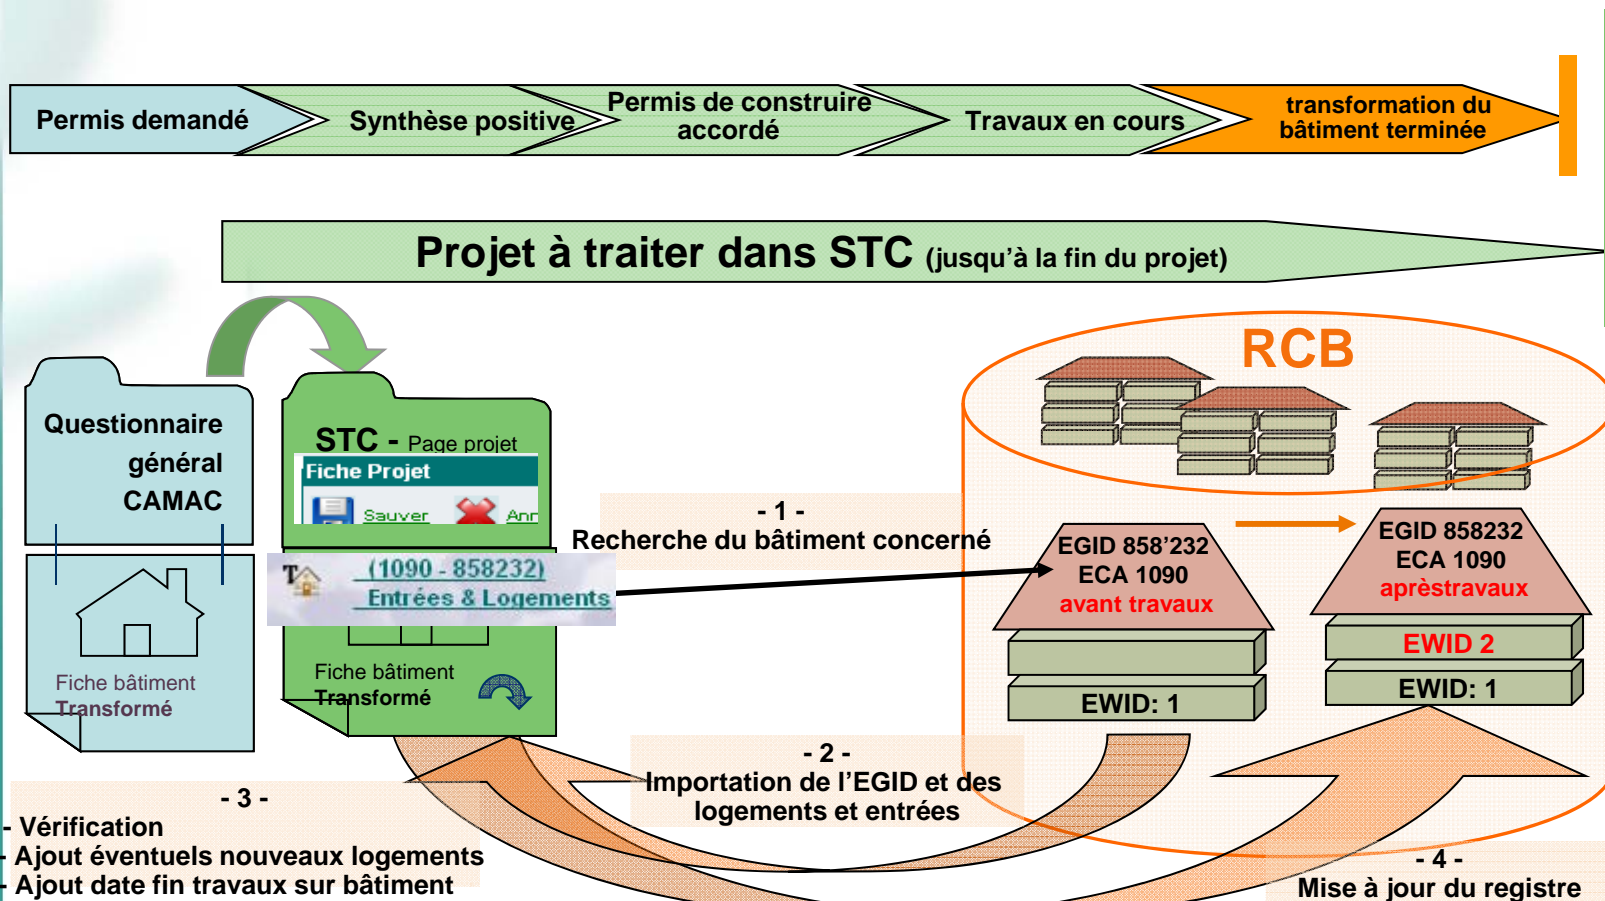 Permis demandé
Synthèse positive
Permis de construire
accordé
Travaux en cours
transformation du
bâtiment terminée
Projet à traiter dans STC (jusqu'à la fin du projet)
RCB
Questionnaire
général
CAMAC
Fiche bâtiment
Transformé
STC - Page projet
Fiche Projet
Sauver
(1090 - 858232)
Entrées & Logements
Fiche bâtiment
Transformé
- 1 -
Recherche du bâtiment concerné
EGID 858'232
ECA 1090
avant travaux
EWID: 1
EGID 858232
ECA 1090
aprèstravaux
EWID 2
EWID: 1
- 2 -
Importation de l'EGID et des
logements et entrées
- 3 -
- Vérification
- Ajout éventuels nouveaux logements
- Ajout date fin travaux sur bâtiment
- 4 -
Mise à jour du registre